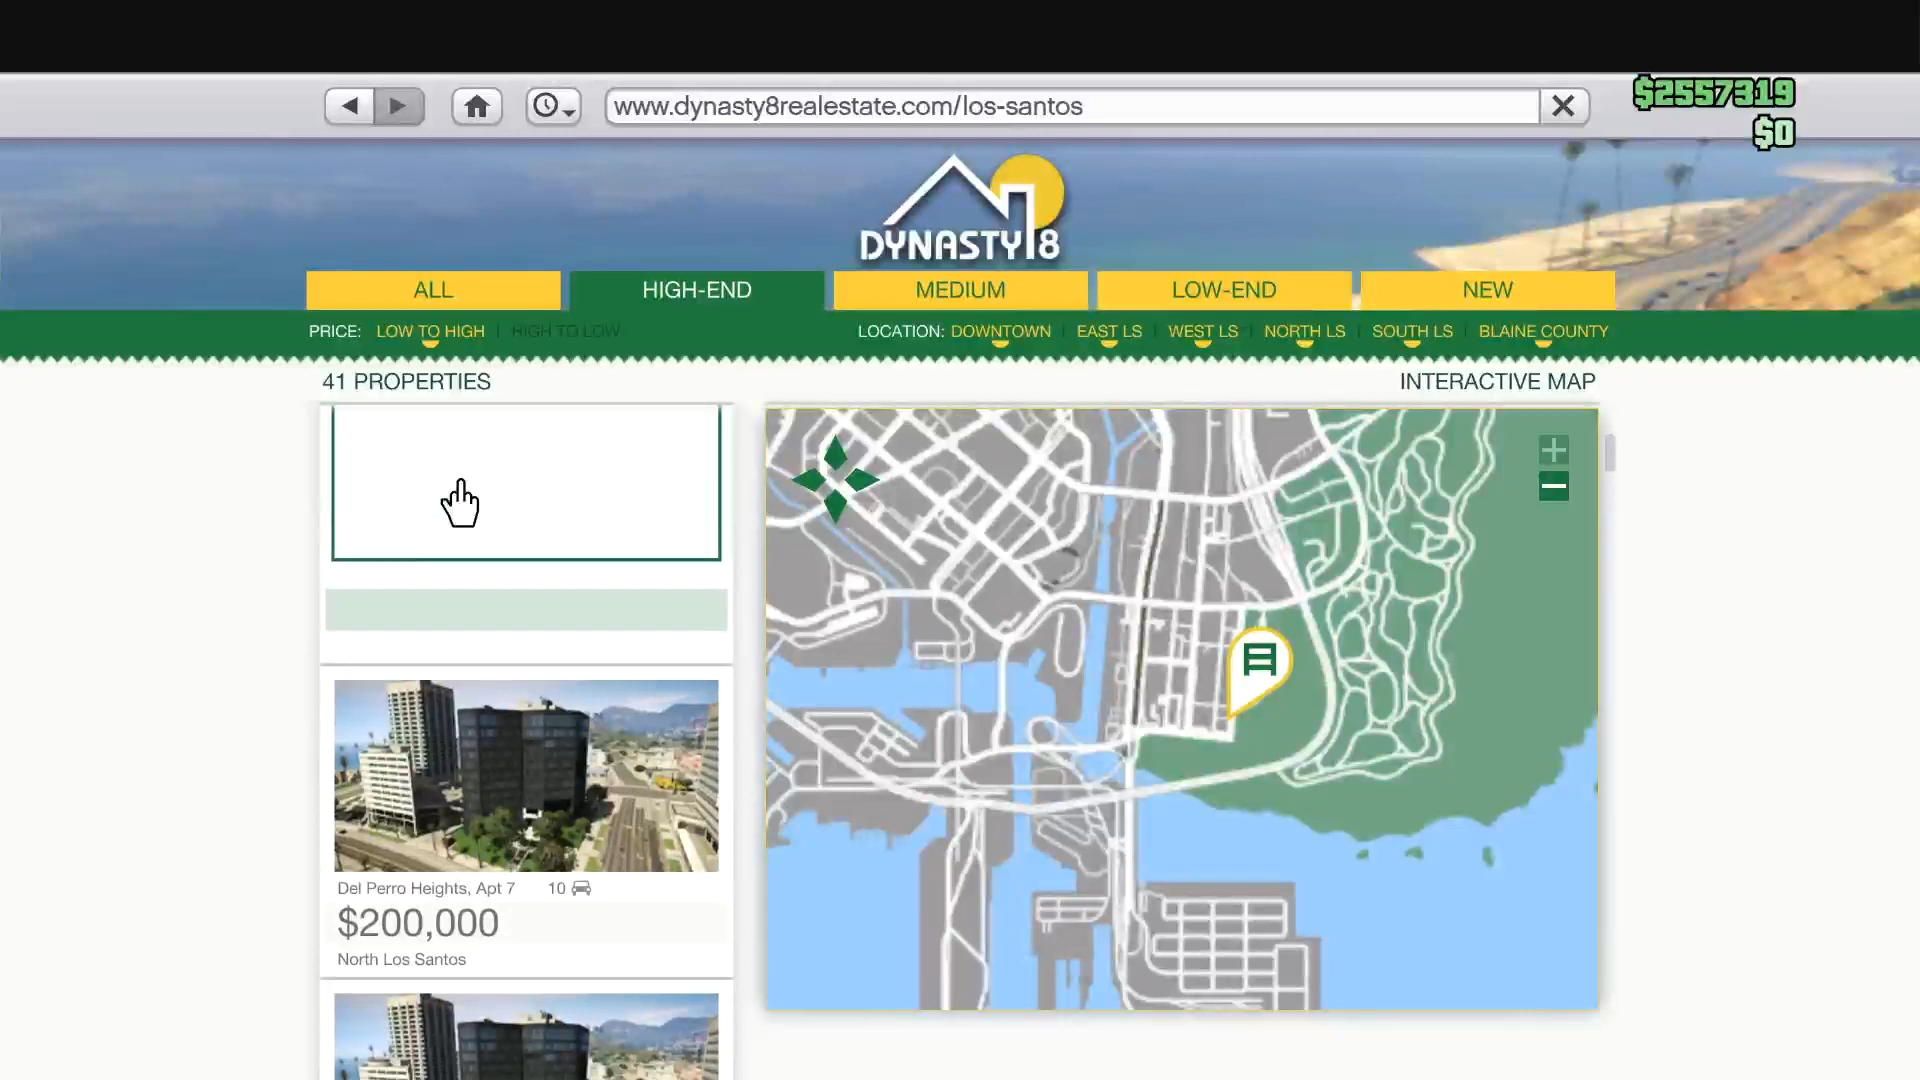 www.dynasty8realestate.com/los-santos
$2557319
$0
DYNASTY 8
ALL
HIGH-END
MEDIUM
LOW-END
NEW
PRICE: LOW TO HIGH | HIGH TO LOW
LOCATION: DOWNTOWN | EAST LS | WEST LS | NORTH LS | SOUTH LS | BLAINE COUNTY
41 PROPERTIES
INTERACTIVE MAP
Del Perro Heights, Apt 7 10
$200,000
North Los Santos